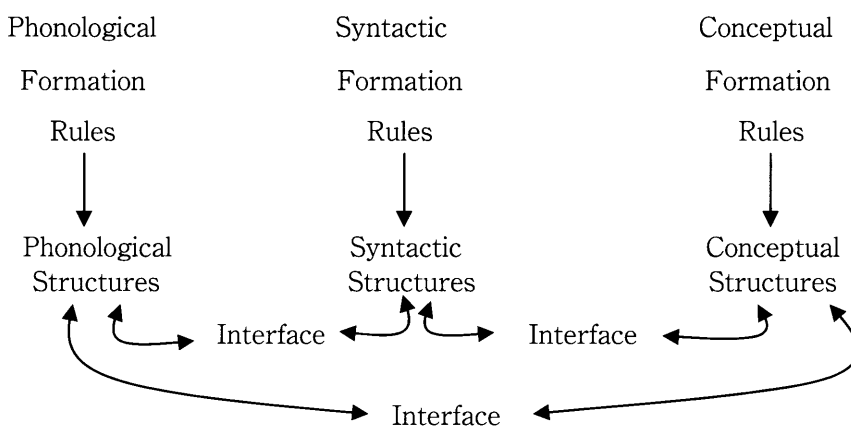 Phonological Syntactic Conceptual
Formation Formation Formation
Rules Rules Rules
Phonological Syntactic Conceptual
Structures Structures Structures
Interface Interface
Interface